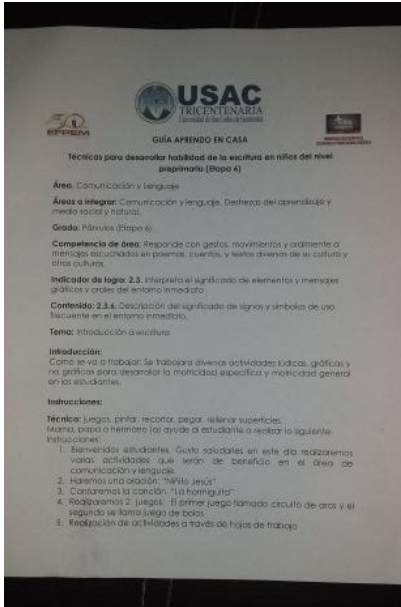 USAC
TRICENTENARIA
Universidad de San Carlos de Guatemala
EFPEM
GUÍA APRENDO EN CASA
Técnicas para desarrollar habilidad de la escritura en niños del nivel
preprimaria (Etapa 6)
Área. Comunicación y Lenguaje
Áreas a integrar: Comunicación y lenguaje, Destrezas del aprendizaje y
medio social y natural.
Grado: Párvulos (Etapa 6)
Competencia de área: Responde con gestos, movimientos y oralmente a
mensajes escuchados en poemas, cuentos, y textos diversos de su cultura y
otras culturas.
Indicador de logro: 2.3. Interpreta el significado de elementos y mensajes
gráficos y orales del entorno inmediato
Contenido: 2.3.6. Descripción del significado de signos y símbolos de uso
frecuente en el entorno inmediato.
Tema: Introducción a escritura
Introducción:
Como se va a trabajar: Se trabajara diversas actividades lúdicas, gráficas y
no gráficas para desarrollar la motricidad específica y motricidad general
en los estudiantes.
Instrucciones:
Técnica: juegos, pintar, recortar, pegar, rellenar superficies.
Mama, papa o hermano (a) ayude al estudiante a realizar lo siguiente:
Instrucciones:
1. Bienvenidos estudiantes, Gusto saludarles en este día realizaremos
varias actividades que serán de beneficio en el área de
comunicación y lenguaje.
2. Haremos una oración: "Niñito Jesús"
3. Cantaremos la canción. "La hormiguita"
4. Realizaremos 2 juegos: El primer juego llamado circuito de aros y el
segundo se llama juego de bolos
5. Realización de actividades a través de hojas de trabajo